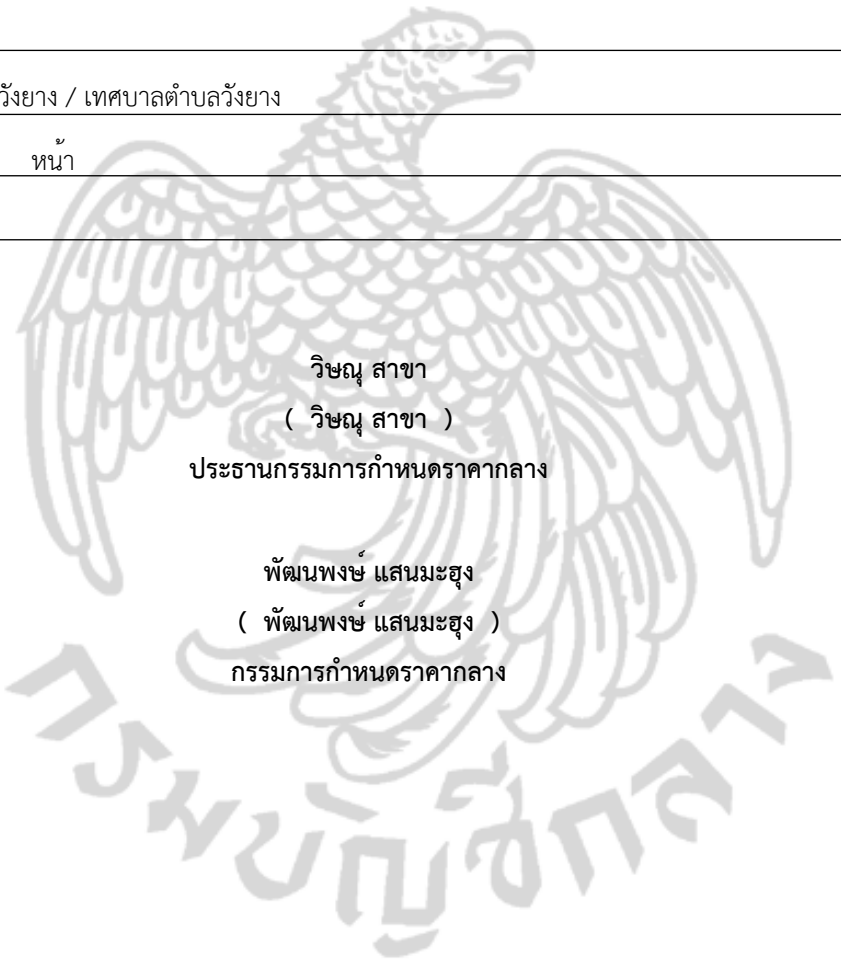 วังยาง / เทศบาลตำบลวังยาง
หน้า
วิษณุ สาขา
( วิษณุ สาขา )
ประธานกรรมการกำหนดราคากลาง
พัฒนพงษ์ แสนมะฮุง
( พัฒนพงษ์ แสนมะฮุง )
กรรมการกำหนดราคากลาง
กรมบัญชีกลาง